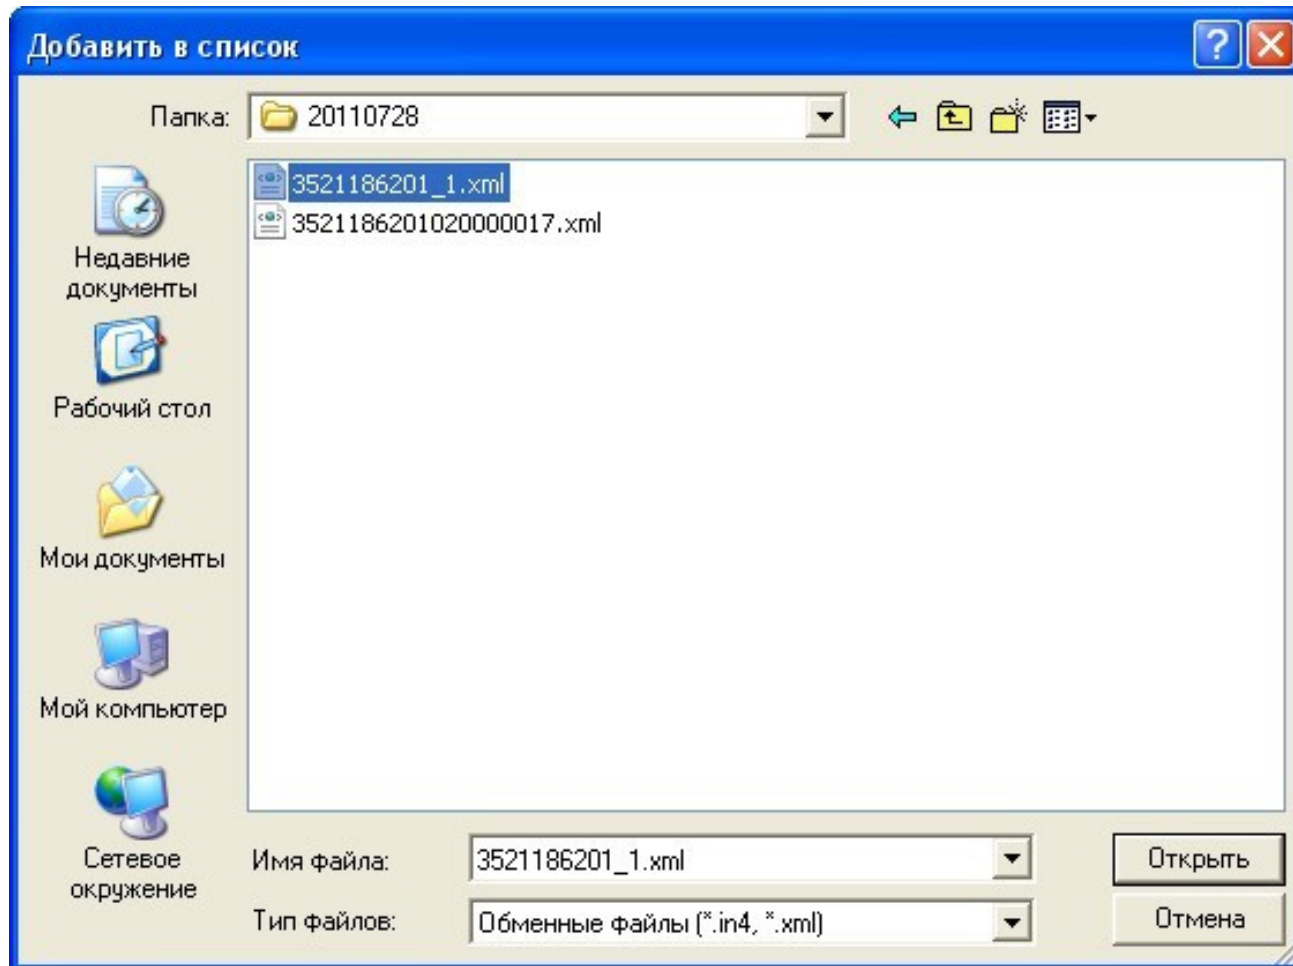 Добавить в список
Папка: 20110728
3521186201_1.xml
3521186201020000017.xml
Недавние
документы
Рабочий стол
Мои документы
Мой компьютер
Сетевое
окружение
Имя файла: 3521186201_1.xml Открыть
Тип файлов: Обменные файлы (*.in4, *.xml) Отмена